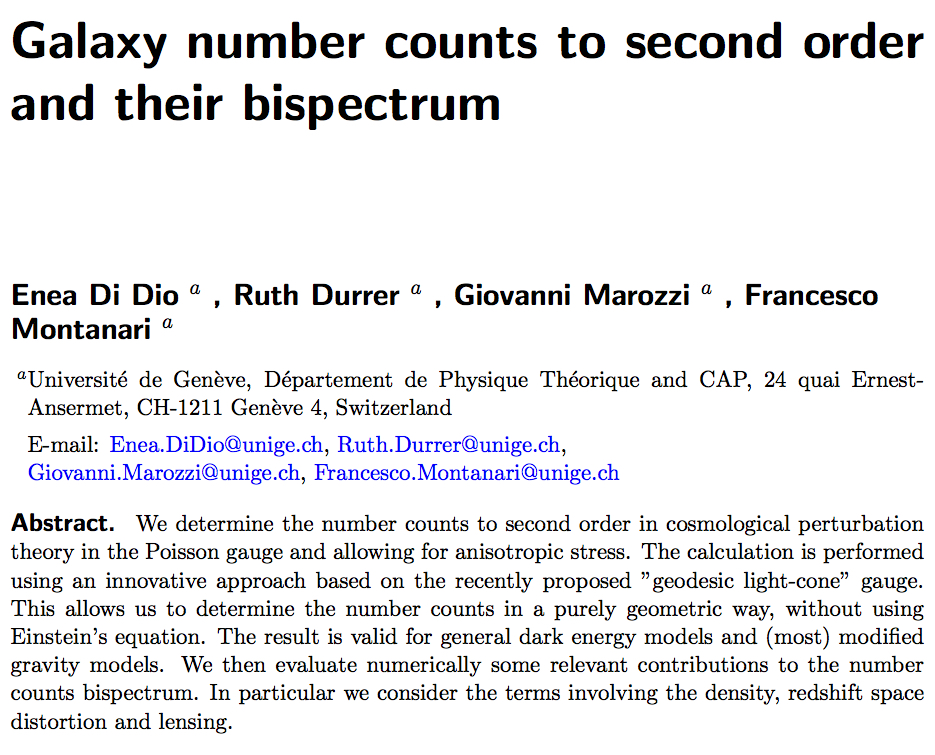 Galaxy number counts to second order
and their bispectrum
Enea Di Dio a , Ruth Durrer a , Giovanni Marozzi a , Francesco
Montanari a
aUniversité de Genève, Département de Physique Théorique and CAP, 24 quai Ernest-
Ansermet, CH-1211 Genève 4, Switzerland
E-mail: Enea.DiDio@unige.ch, Ruth.Durrer@unige.ch,
Giovanni.Marozzi@unige.ch, Francesco.Montanari@unige.ch
Abstract. We determine the number counts to second order in cosmological perturbation
theory in the Poisson gauge and allowing for anisotropic stress. The calculation is performed
using an innovative approach based on the recently proposed ”geodesic light-cone” gauge.
This allows us to determine the number counts in a purely geometric way, without using
Einstein’s equation. The result is valid for general dark energy models and (most) modified
gravity models. We then evaluate numerically some relevant contributions to the number
counts bispectrum. In particular we consider the terms involving the density, redshift space
distortion and lensing.